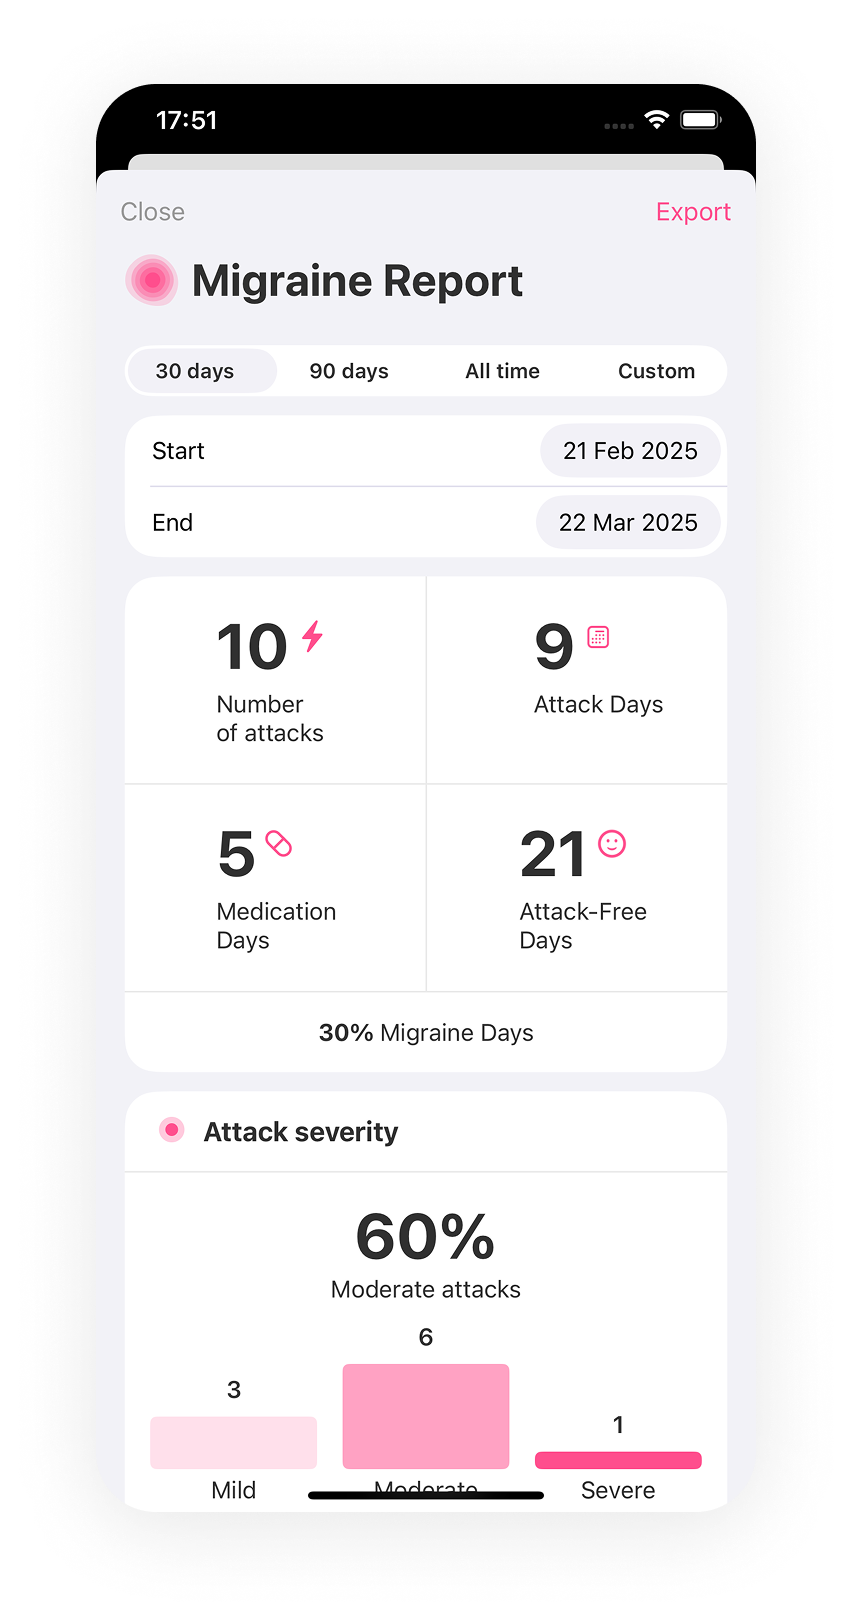 17:51
Close
Export
Migraine Report
30 days
90 days
All time
Custom
Start
21 Feb 2025
End
22 Mar 2025
10
Number
of attacks
9
Attack Days
5
Medication
Days
21
Attack-Free
Days
30% Migraine Days
Attack severity
60%
Moderate attacks
3
6
1
Mild
Moderate
Severe